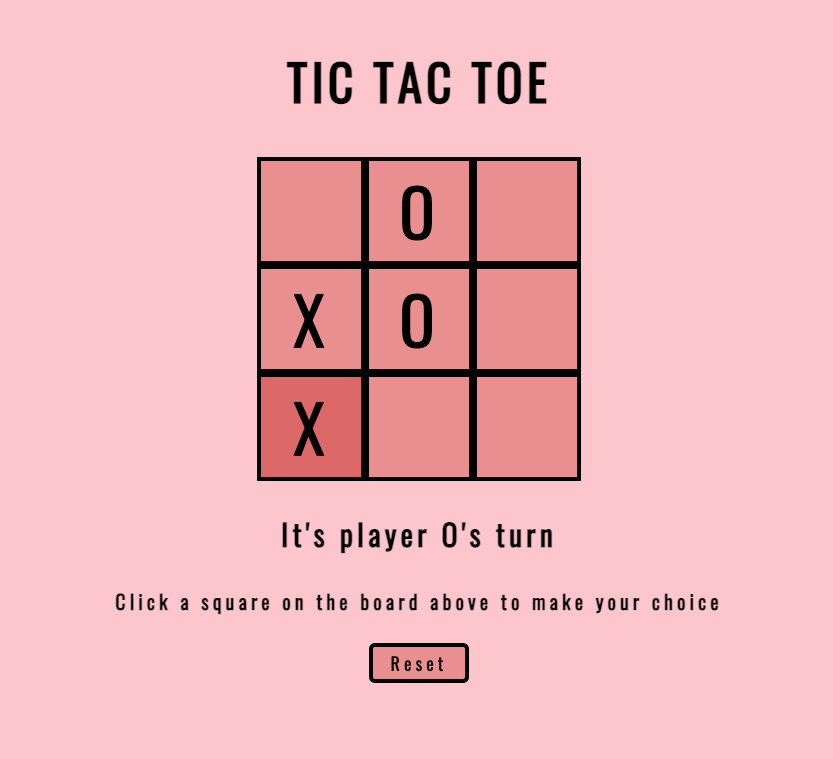 TIC TAC TOE
O
X O
X
It's player O's turn
Click a square on the board above to make your choice
Reset